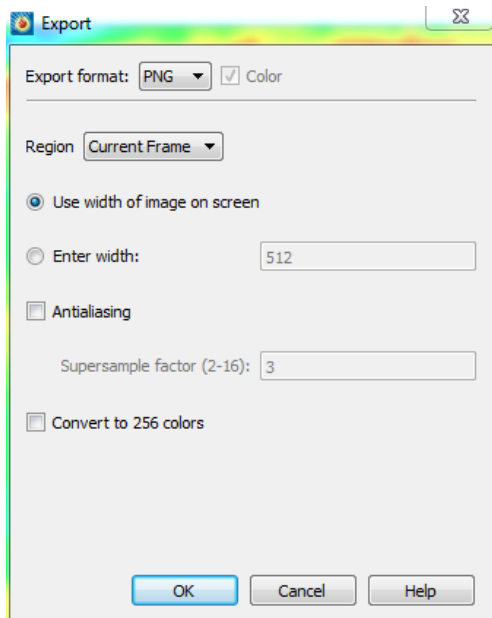 Export
Export format: PNG Color
Region Current Frame
Use width of image on screen
Enter width: 512
Antialiasing
Supersample factor (2-16): 3
Convert to 256 colors
OK Cancel Help